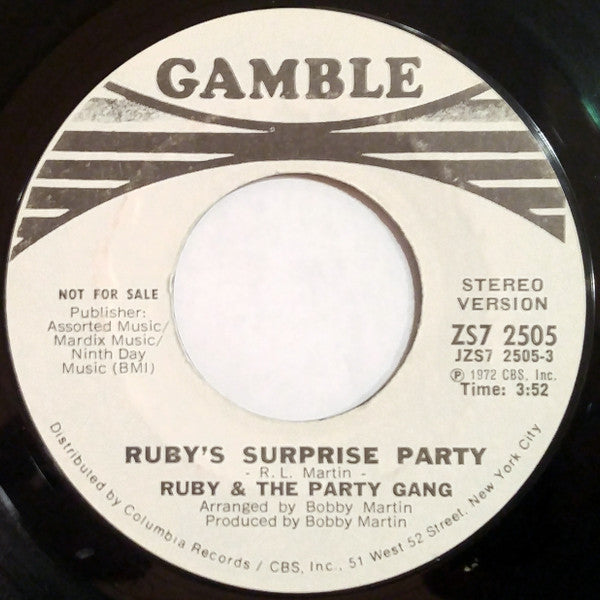 GAMBLE
NOT FOR SALE
Publisher:
Assorted Music/
Mardix Music/
Ninth Day
Music (BMI)
STEREO
VERSION
ZS7 2505
JZS7 2505-3
Ⓟ 1972 CBS, Inc.
Time: 3:52
RUBY'S SURPRISE PARTY
- R. L. Martin -
RUBY & THE PARTY GANG
Arranged by Bobby Martin
Produced by Bobby Martin
Distributed by Columbia Records / CBS, Inc., 51 West 52 Street, New York City